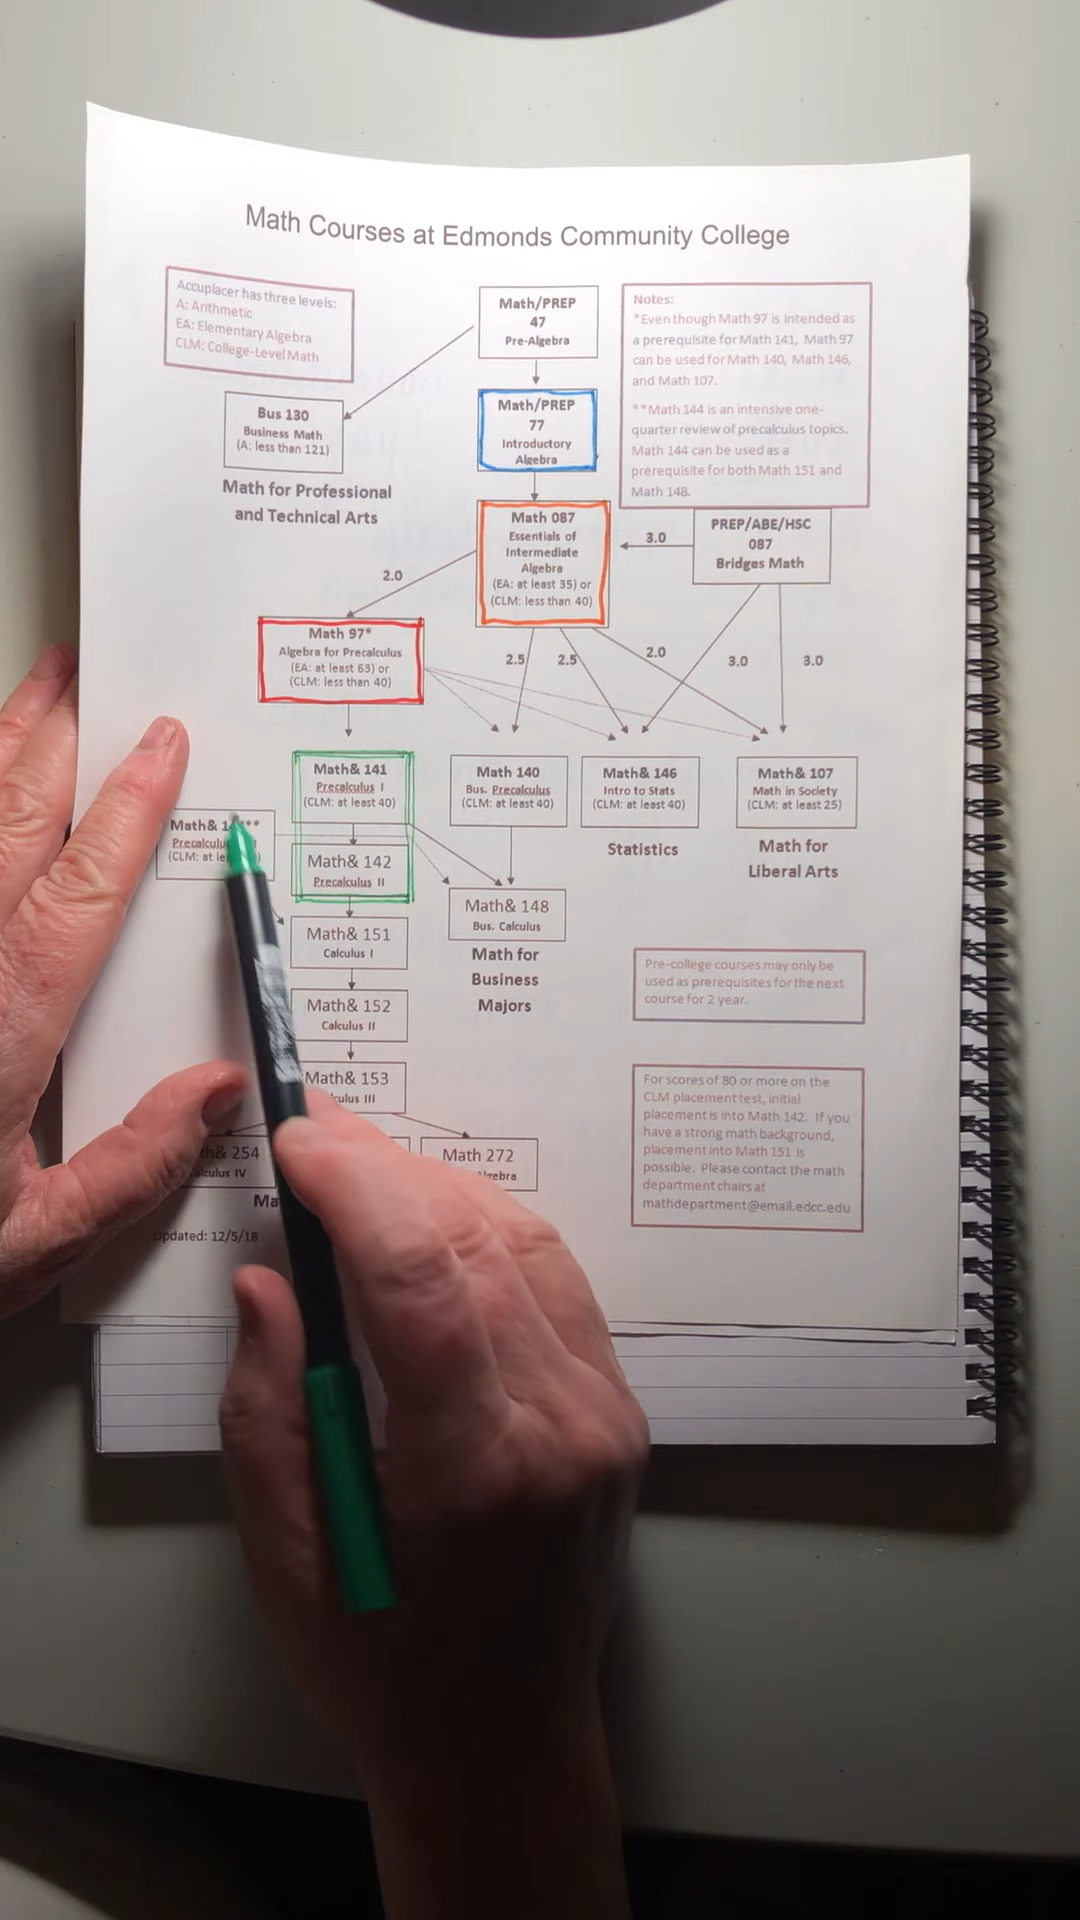 Math Courses at Edmonds Community College
Accuplacer has three levels:
A: Arithmetic
EA: Elementary Algebra
CLM: College-Level Math
Math/PREP
47
Pre-Algebra
Notes:
*Even though Math 97 is intended as
a prerequisite for Math 141, Math 97
can be used for Math 140, Math 146,
and Math 107.
**Math 144 is an intensive one-
quarter review of precalculus topics.
Math 144 can be used as a
prerequisite for both Math 151 and
Math 148.
Bus 130
Business Math
(A: less than 121)
Math for Professional
and Technical Arts
Math/PREP
77
Introductory
Algebra
Math 087
Essentials of
Intermediate
Algebra
(EA: at least 35) or
(CLM: less than 40)
3.0
PREP/ABE/HSC
087
Bridges Math
2.0
Math 97*
Algebra for Precalculus
(EA: at least 63) or
(CLM: less than 40)
2.5
2.5
2.0
3.0
3.0
Math& 141
Precalculus I
(CLM: at least 40)
Math 140
Bus. Precalculus
(CLM: at least 40)
Math& 146
Intro to Stats
(CLM: at least 40)
Math& 107
Math in Society
(CLM: at least 25)
Math&
(CLM: at
Math& 142
Precalculus II
Statistics
Math for
Liberal Arts
Math& 148
Bus. Calculus
Math for
Business
Majors
Math& 151
Calculus I
Math& 152
Calculus II
Math& 153
III
254
IV
Math 272
Pre-college courses may only be
used as prerequisites for the next
course for 2 year.
For scores of 80 or more on the
CLM placement test, initial
placement is into Math 142. If you
have a strong math background,
placement into Math 151 is
possible. Please contact the math
department chairs at
mathdepartment@email.edcc.edu
Updated: 12/5/18